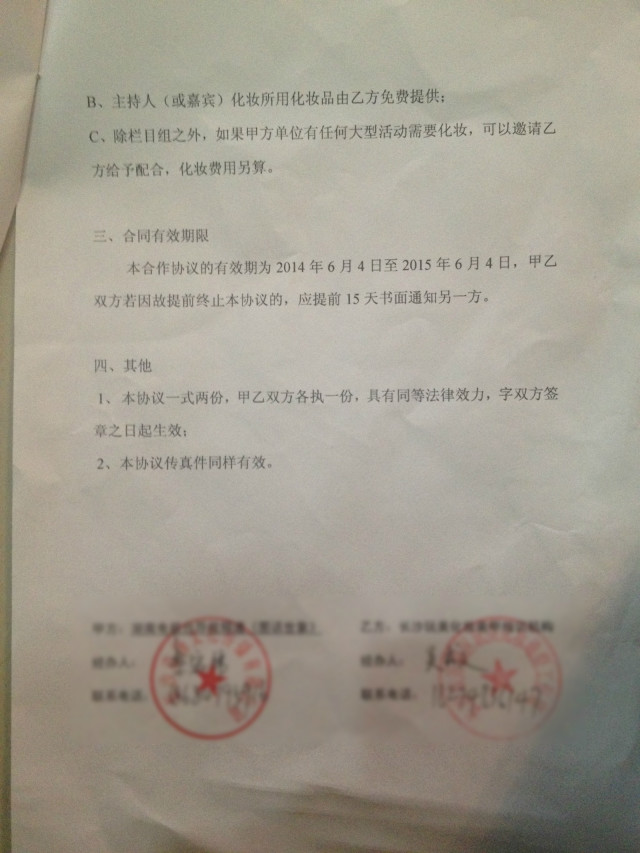 B、主持人（或嘉宾）化妆所用化妆品由乙方免费提供；
C、除栏目组之外，如果甲方单位有任何大型活动需要化妆，可以邀请乙
方给予配合，化妆费用另算。
三、合同有效期限
本合作协议的有效期为 2014 年 6 月 4 日至 2015 年 6 月 4 日，甲乙
双方若因故提前终止本协议的，应提前 15 天书面通知另一方。
四、其他
1、本协议一式两份，甲乙双方各执一份，具有同等法律效力，字双方签
章之日起生效；
2、本协议传真件同样有效。
甲方：
乙方：
经办人：
经办人：
联系电话：
联系电话：